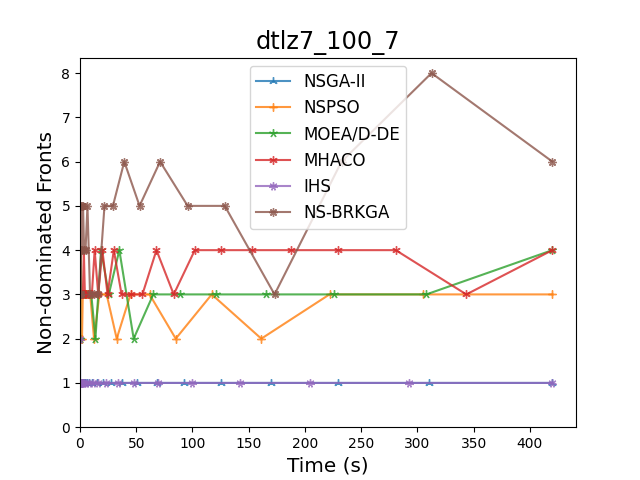 dtlz7_100_7
Non-dominated Fronts
8
7
6
5
4
3
2
1
0
NSGA-II
NSPSO
MOEA/D-DE
MHACO
IHS
NS-BRKGA
0 50 100 150 200 250 300 350 400
Time (s)